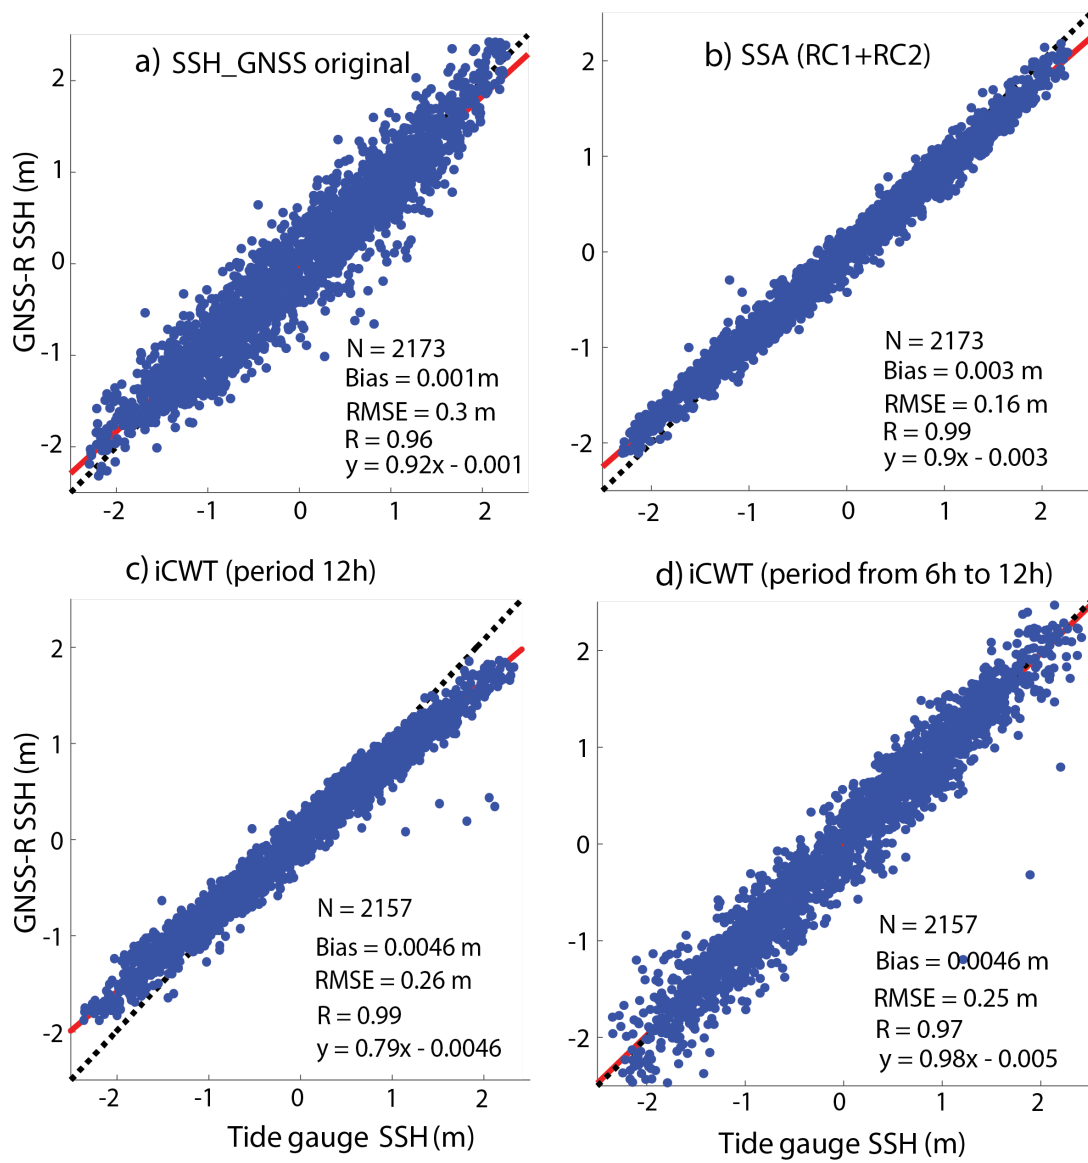 a) SSH_GNSS original
GNSS-R SSH (m)
2
1
0
-1
-2
N = 2173
Bias = 0.001m
RMSE = 0.3 m
R = 0.96
y = 0.92x - 0.001
-2 -1 0 1 2
b) SSA (RC1+RC2)
2
1
0
-1
-2
N = 2173
Bias = 0.003 m
RMSE = 0.16 m
R = 0.99
y = 0.9x - 0.003
-2 -1 0 1 2
c) iCWT (period 12h)
GNSS-R SSH (m)
2
1
0
-1
-2
N = 2157
Bias = 0.0046 m
RMSE = 0.26 m
R = 0.99
y = 0.79x - 0.0046
-2 -1 0 1 2
Tide gauge SSH (m)
d) iCWT (period from 6h to 12h)
2
1
0
-1
-2
N = 2157
Bias = 0.0046 m
RMSE = 0.25 m
R = 0.97
y = 0.98x - 0.005
-2 -1 0 1 2
Tide gauge SSH (m)